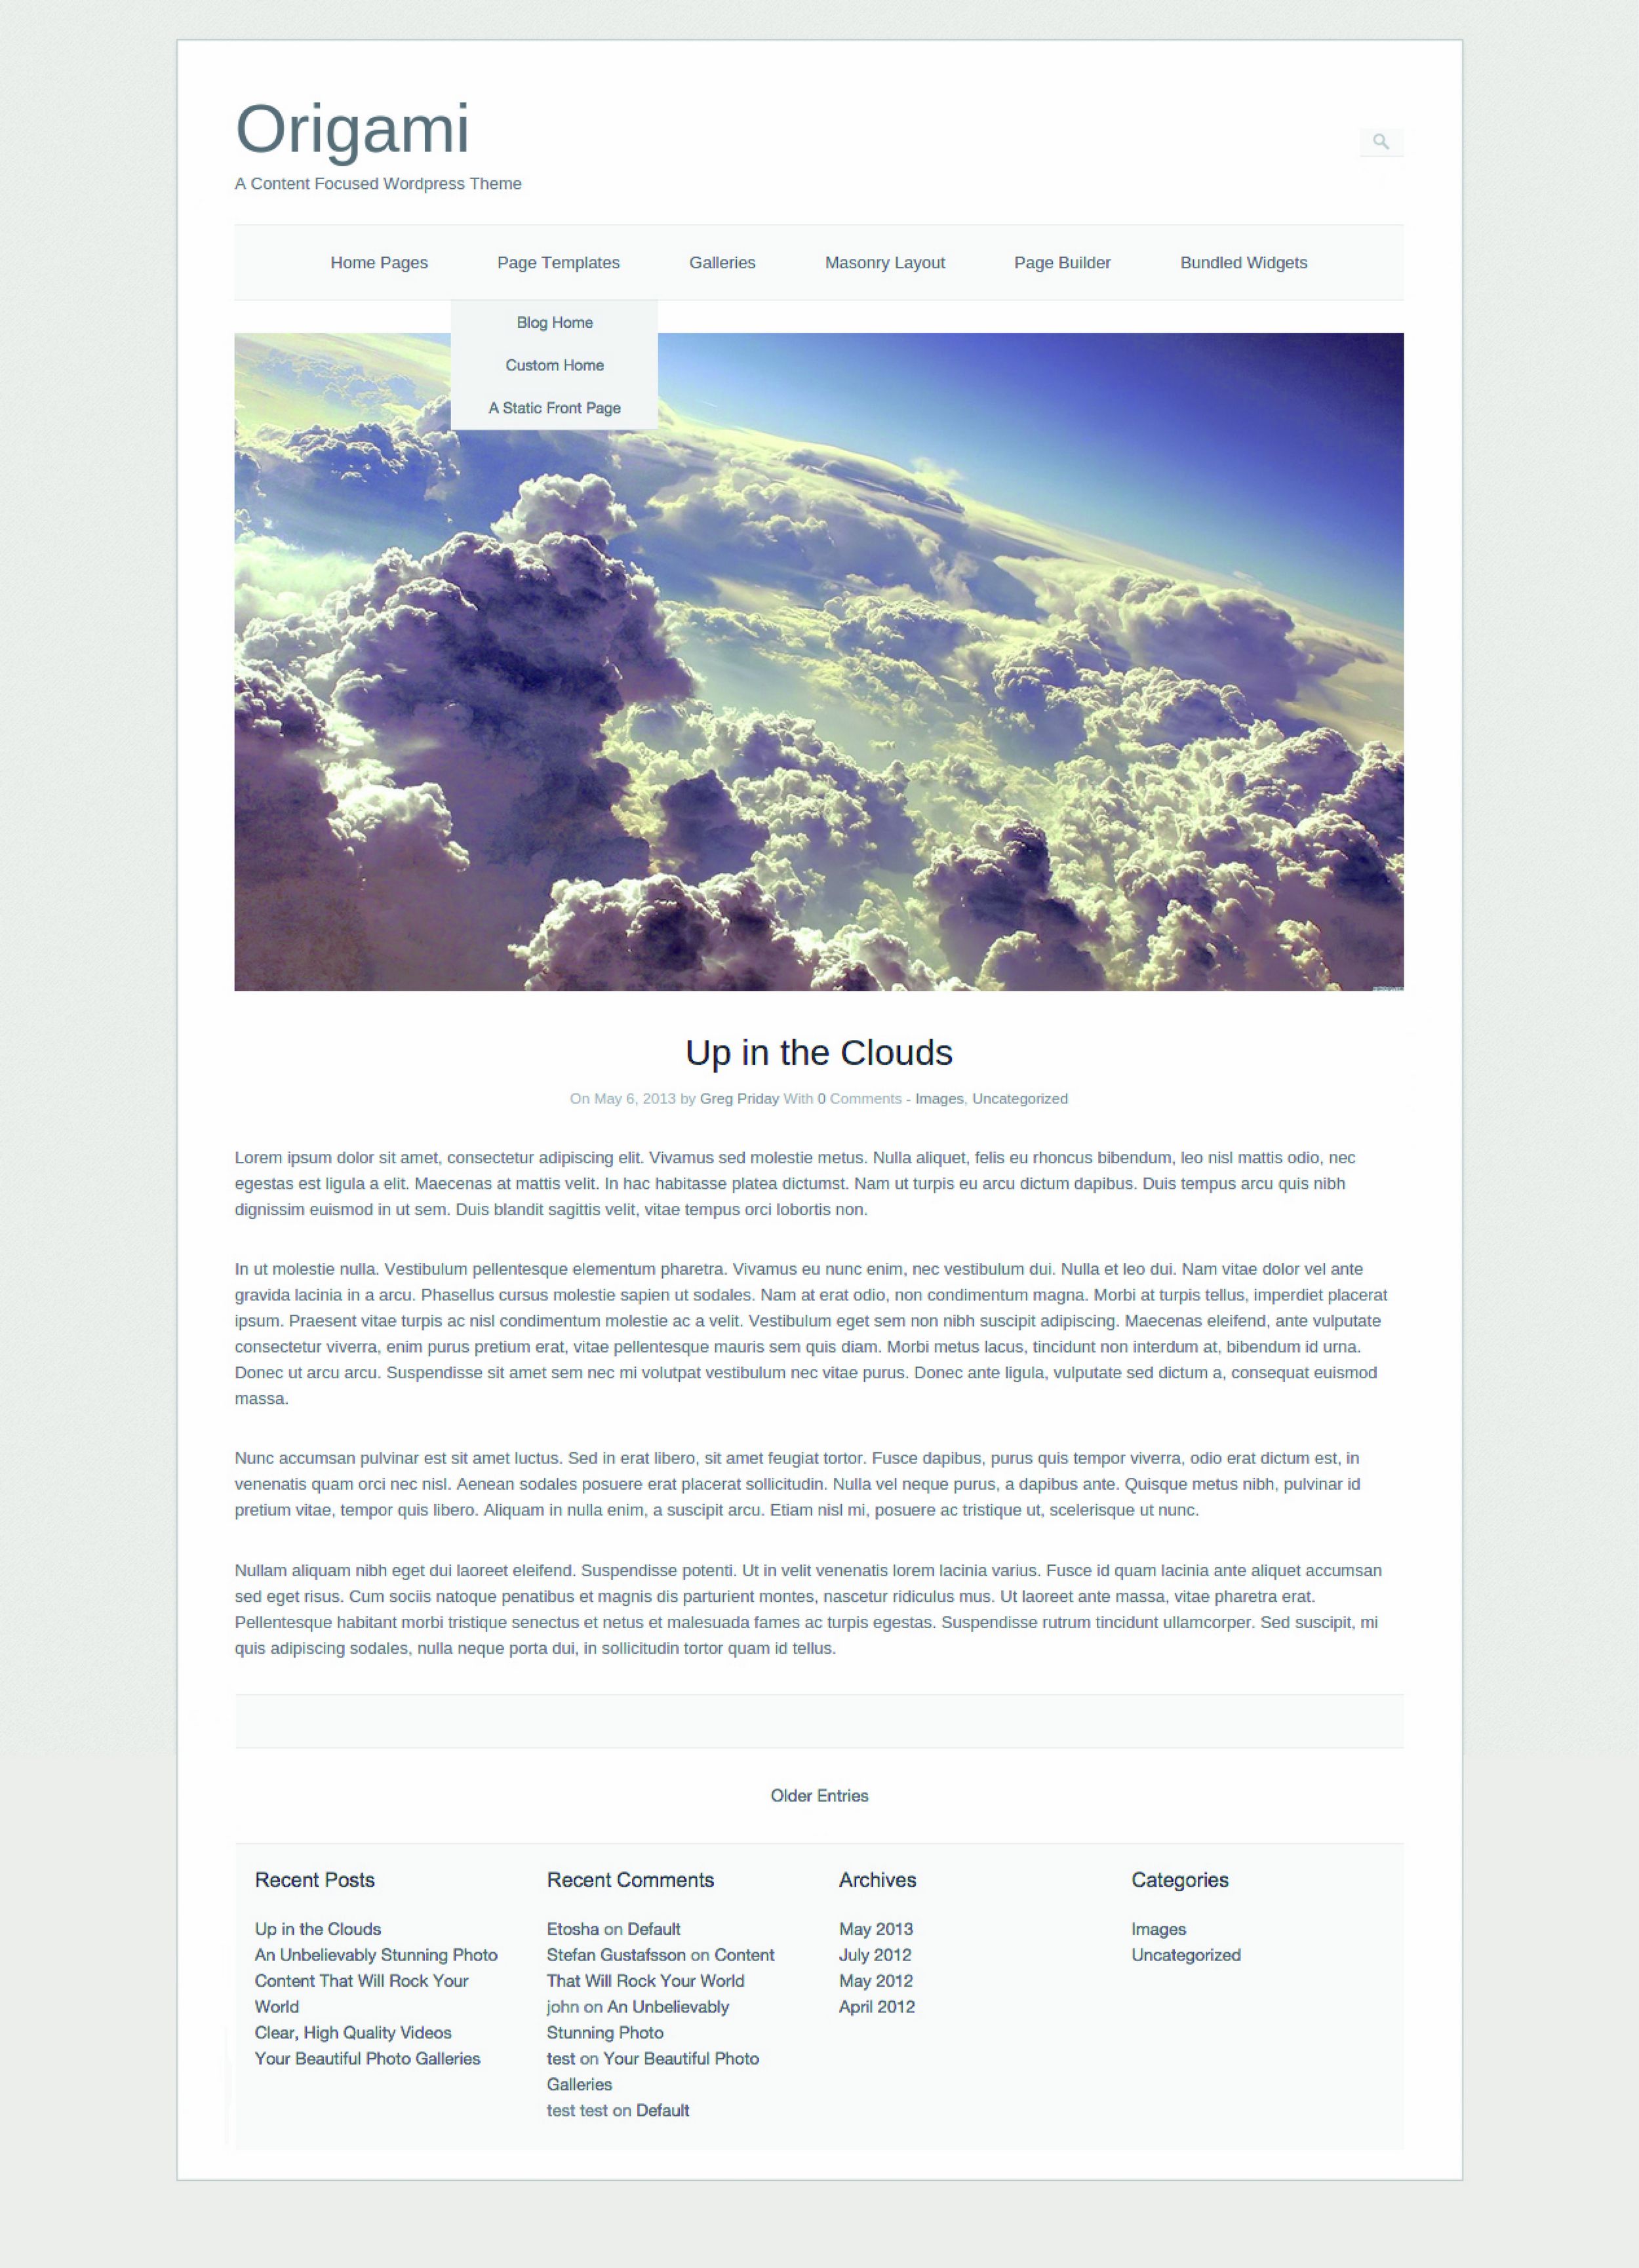 Origami
A Content Focused Wordpress Theme
Home Pages
Page Templates
Galleries
Masonry Layout
Page Builder
Bundled Widgets
Blog Home
Custom Home
A Static Front Page
Up in the Clouds
On May 6, 2013 by Greg Priday With 0 Comments - Images, Uncategorized
Lorem ipsum dolor sit amet, consectetur adipiscing elit. Vivamus sed molestie metus. Nulla aliquet, felis eu rhoncus bibendum, leo nisl mattis odio, nec
egestas est ligula a elit. Maecenas at mattis velit. In hac habitasse platea dictumst. Nam ut turpis eu arcu dictum dapibus. Duis tempus arcu quis nibh
dignissim euismod in ut sem. Duis blandit sagittis velit, vitae tempus orci lobortis non.
In ut molestie nulla. Vestibulum pellentesque elementum pharetra. Vivamus eu nunc enim, nec vestibulum dui. Nulla et leo dui. Nam vitae dolor vel ante
gravida lacinia in a arcu. Phasellus cursus molestie sapien ut sodales. Nam at erat odio, non condimentum magna. Morbi at turpis tellus, imperdiet placerat
ipsum. Praesent vitae turpis ac nisl condimentum molestie ac a velit. Vestibulum eget sem non nibh suscipit adipiscing. Maecenas eleifend, ante vulputate
consectetur viverra, enim purus pretium erat, vitae pellentesque mauris sem quis diam. Morbi metus lacus, tincidunt non interdum at, bibendum id urna.
Donec ut arcu arcu. Suspendisse sit amet sem nec mi volutpat vestibulum nec vitae purus. Donec ante ligula, vulputate sed dictum a, consequat euismod
massa.
Nunc accumsan pulvinar est sit amet luctus. Sed in erat libero, sit amet feugiat tortor. Fusce dapibus, purus quis tempor viverra, odio erat dictum est, in
venenatis quam orci nec nisl. Aenean sodales posuere erat placerat sollicitudin. Nulla vel neque purus, a dapibus ante. Quisque metus nibh, pulvinar id
pretium vitae, tempor quis libero. Aliquam in nulla enim, a suscipit arcu. Etiam nisl mi, posuere ac tristique ut, scelerisque ut nunc.
Nullam aliquam nibh eget dui laoreet eleifend. Suspendisse potenti. Ut in velit venenatis lorem lacinia varius. Fusce id quam lacinia ante aliquet accumsan
sed eget risus. Cum sociis natoque penatibus et magnis dis parturient montes, nascetur ridiculus mus. Ut laoreet ante massa, vitae pharetra erat.
Pellentesque habitant morbi tristique senectus et netus et malesuada fames ac turpis egestas. Suspendisse rutrum tincidunt ullamcorper. Sed suscipit, mi
quis adipiscing sodales, nulla neque porta dui, in sollicitudin tortor quam id tellus.
Older Entries
Recent Posts
Up in the Clouds
An Unbelievably Stunning Photo
Content That Will Rock Your
World
Clear, High Quality Videos
Your Beautiful Photo Galleries
Recent Comments
Etosha on Default
Stefan Gustafsson on Content
That Will Rock Your World
john on An Unbelievably
Stunning Photo
test on Your Beautiful Photo
Galleries
test test on Default
Archives
May 2013
July 2012
May 2012
April 2012
Categories
Images
Uncategorized